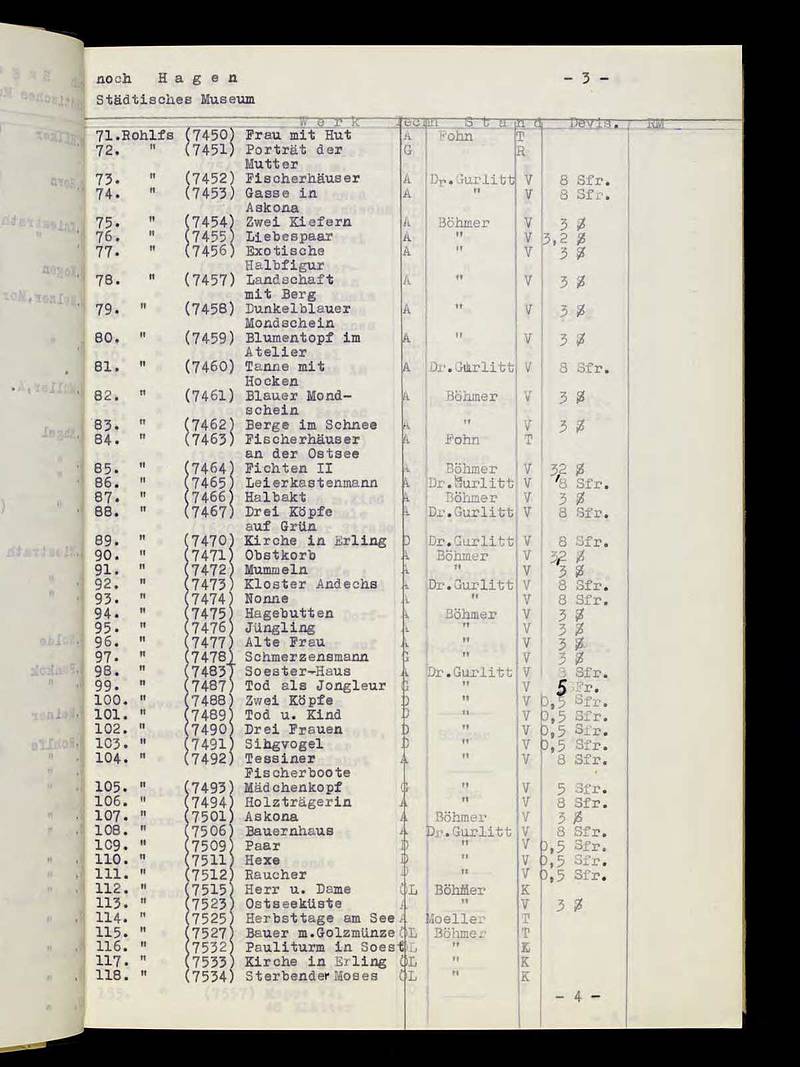 noch H a g e n - 3 -
Städtisches Museum
W e r k Tecnn S t a n d Devis. RM
71.Rohlfs (7450) Frau mit Hut A Fohn T
72. " (7451) Porträt der G R
Mutter
73. " (7452) Fischerhäuser A Dr.Gurlitt V 8 Sfr.
74. " (7453) Gasse in A " V 8 Sfr.
Askona
75. " (7454) Zwei Kiefern A Böhmer V 3 $
76. " (7455) Liebespaar A " V 3,2 $
77. " (7456) Exotische A " V 3 $
Halbfigur
78. " (7457) Landschaft A " V 3 $
mit Berg
79. " (7458) Dunkelblauer A " V 3 $
Mondschein
80. " (7459) Blumentopf im A " V 3 $
Atelier
81. " (7460) Tanne mit A Dr.Gurlitt V 8 Sfr.
Hocken
82. " (7461) Blauer Mond- A Böhmer V 3 $
schein
83. " (7462) Berge im Schnee A " V 3 $
84. " (7463) Fischerhäuser A Fohn T
an der Ostsee
85. " (7464) Fichten II A Böhmer V 3,2 $
86. " (7465) Leierkastenmann A Dr.Gurlitt V 8 Sfr.
87. " (7466) Halbakt A Böhmer V 3 $
88. " (7467) Drei Köpfe A Dr.Gurlitt V 8 Sfr.
auf Grün
89. " (7470) Kirche in Erling D Dr.Gurlitt V 8 Sfr.
90. " (7471) Obstkorb A Böhmer V 3,2 $
91. " (7472) Mummeln A " V 3 $
92. " (7473) Kloster Andechs A Dr.Gurlitt V 8 Sfr.
93. " (7474) Nonne A " V 8 Sfr.
94. " (7475) Hagebutten A Böhmer V 3 $
95. " (7476) Jüngling A " V 3 $
96. " (7477) Alte Frau A " V 3 $
97. " (7478) Schmerzensmann G " V 3 $
98. " (7483) Soester-Haus A Dr.Gurlitt V Sfr.
99. " (7487) Tod als Jongleur G " V 5 Fr.
100. " (7488) Zwei Köpfe D " V 0,5 Sfr.
101. " (7489) Tod u. Kind D " V 0,5 Sfr.
102. " (7490) Drei Frauen D " V 0,5 Sfr.
103. " (7491) Sihgvogel D " V 0,5 Sfr.
104. " (7492) Tessiner A " V 8 Sfr.
Fischerboote
105. " (7493) Mädchenkopf G " V 5 Sfr.
106. " (7494) Holzträgerin A " V 8 Sfr.
107. " (7501) Askona A Böhmer V 3 $
108. " (7506) Bauernhaus A Dr.Gurlitt V 8 Sfr.
109. " (7509) Paar D " V 0,5 Sfr.
110. " (7511) Hexe D " V 0,5 Sfr.
111. " (7512) Raucher D " V 0,5 Sfr.
112. " (7515) Herr u. Dame ÖL Böhmer K
113. " (7523) Ostseeküste A " V 3 $
114. " (7525) Herbsttage am See A Moeller T
115. " (7527) Bauer m.Golzmünze ÖL Böhmer T
116. " (7532) Pauliturm in Soest ÖL " K
117. " (7533) Kirche in Erling ÖL " K
118. " (7534) Sterbender Moses ÖL " K
- 4 -